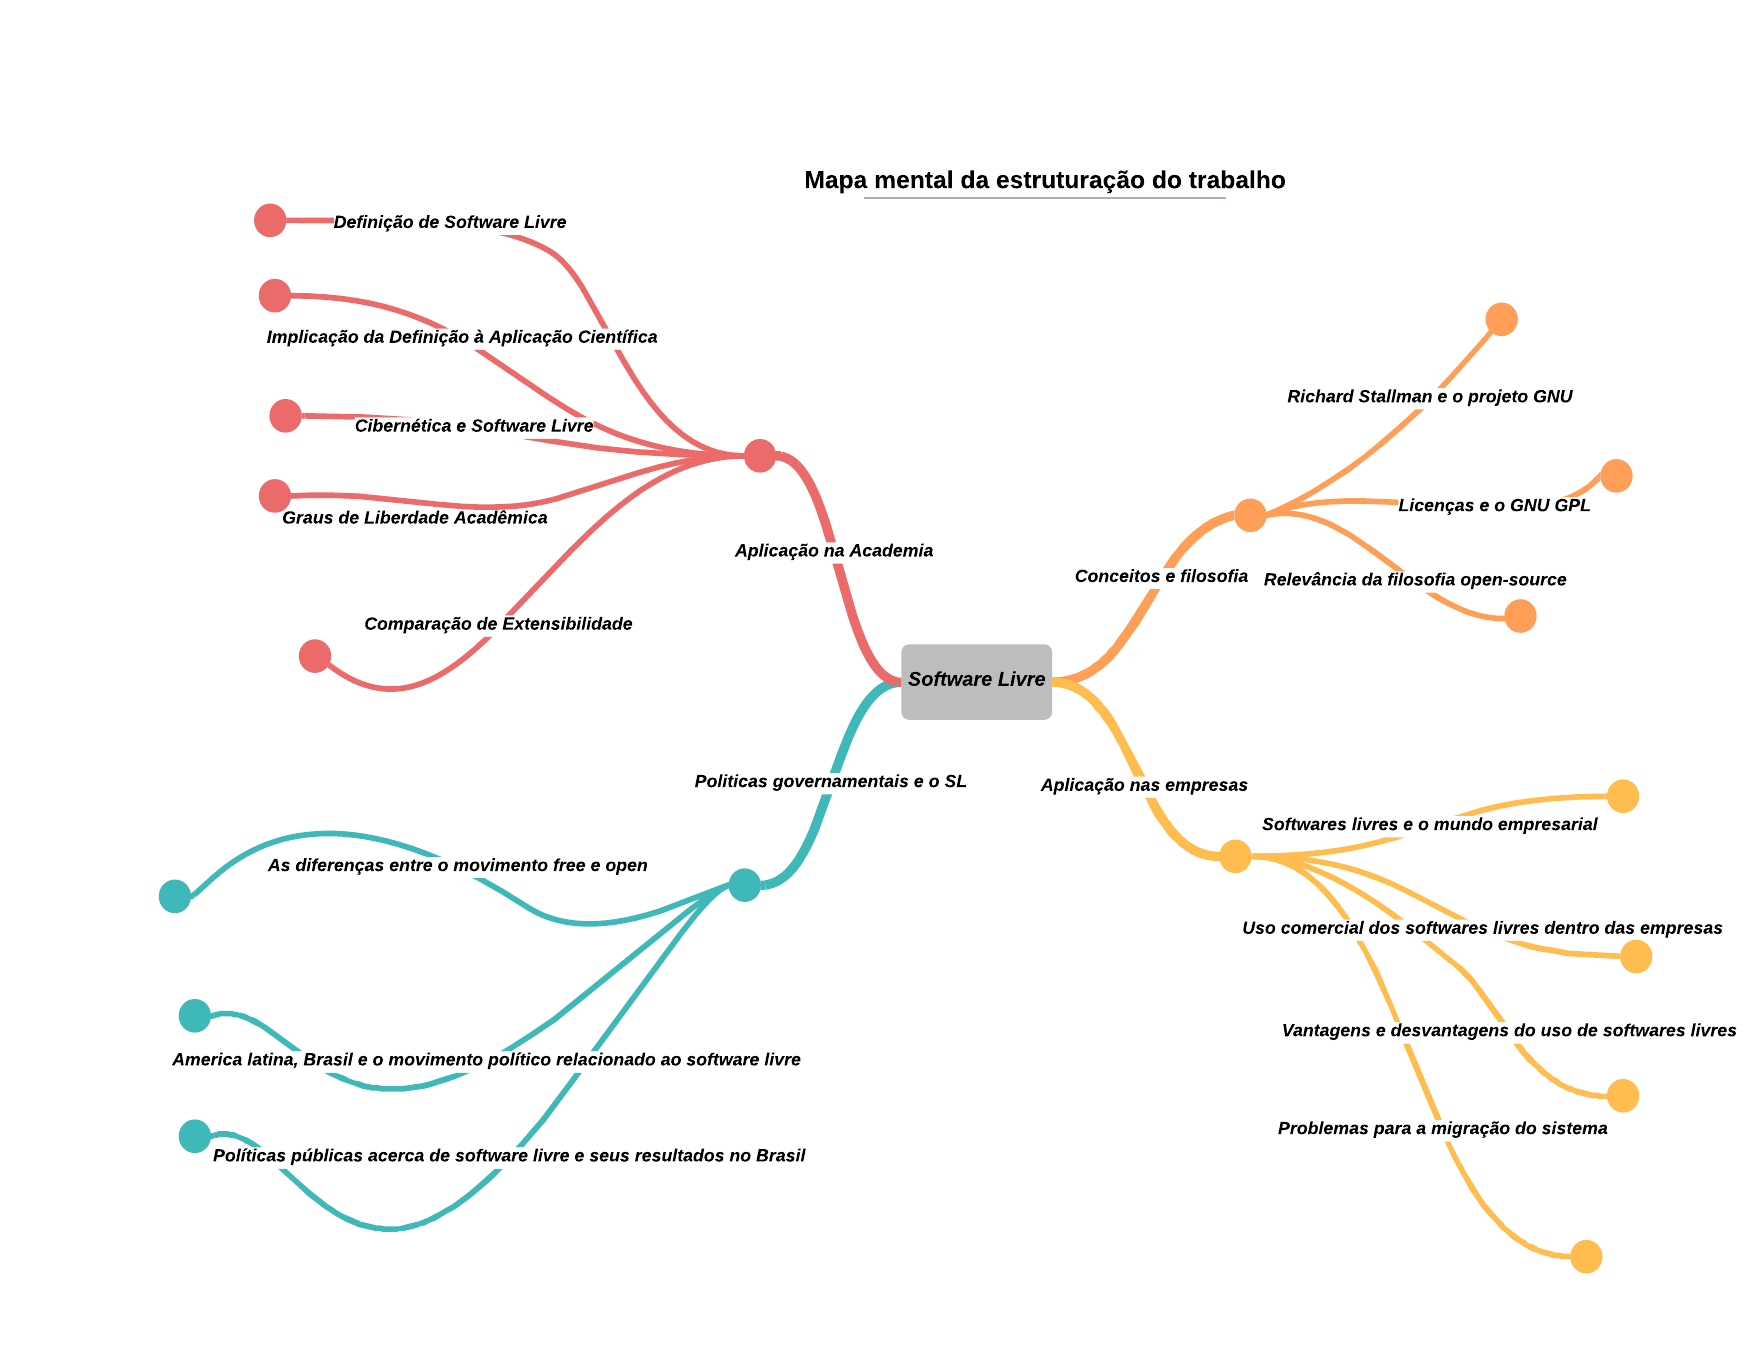 Mapa mental da estruturação do trabalho
Definição de Software Livre
Implicação da Definição à Aplicação Científica
Cibernética e Software Livre
Graus de Liberdade Acadêmica
Comparação de Extensibilidade
Aplicação na Academia
Richard Stallman e o projeto GNU
Licenças e o GNU GPL
Relevância da filosofia open-source
Conceitos e filosofia
Software Livre
Politicas governamentais e o SL
As diferenças entre o movimento free e open
America latina, Brasil e o movimento político relacionado ao software livre
Políticas públicas acerca de software livre e seus resultados no Brasil
Aplicação nas empresas
Softwares livres e o mundo empresarial
Uso comercial dos softwares livres dentro das empresas
Vantagens e desvantagens do uso de softwares livres
Problemas para a migração do sistema